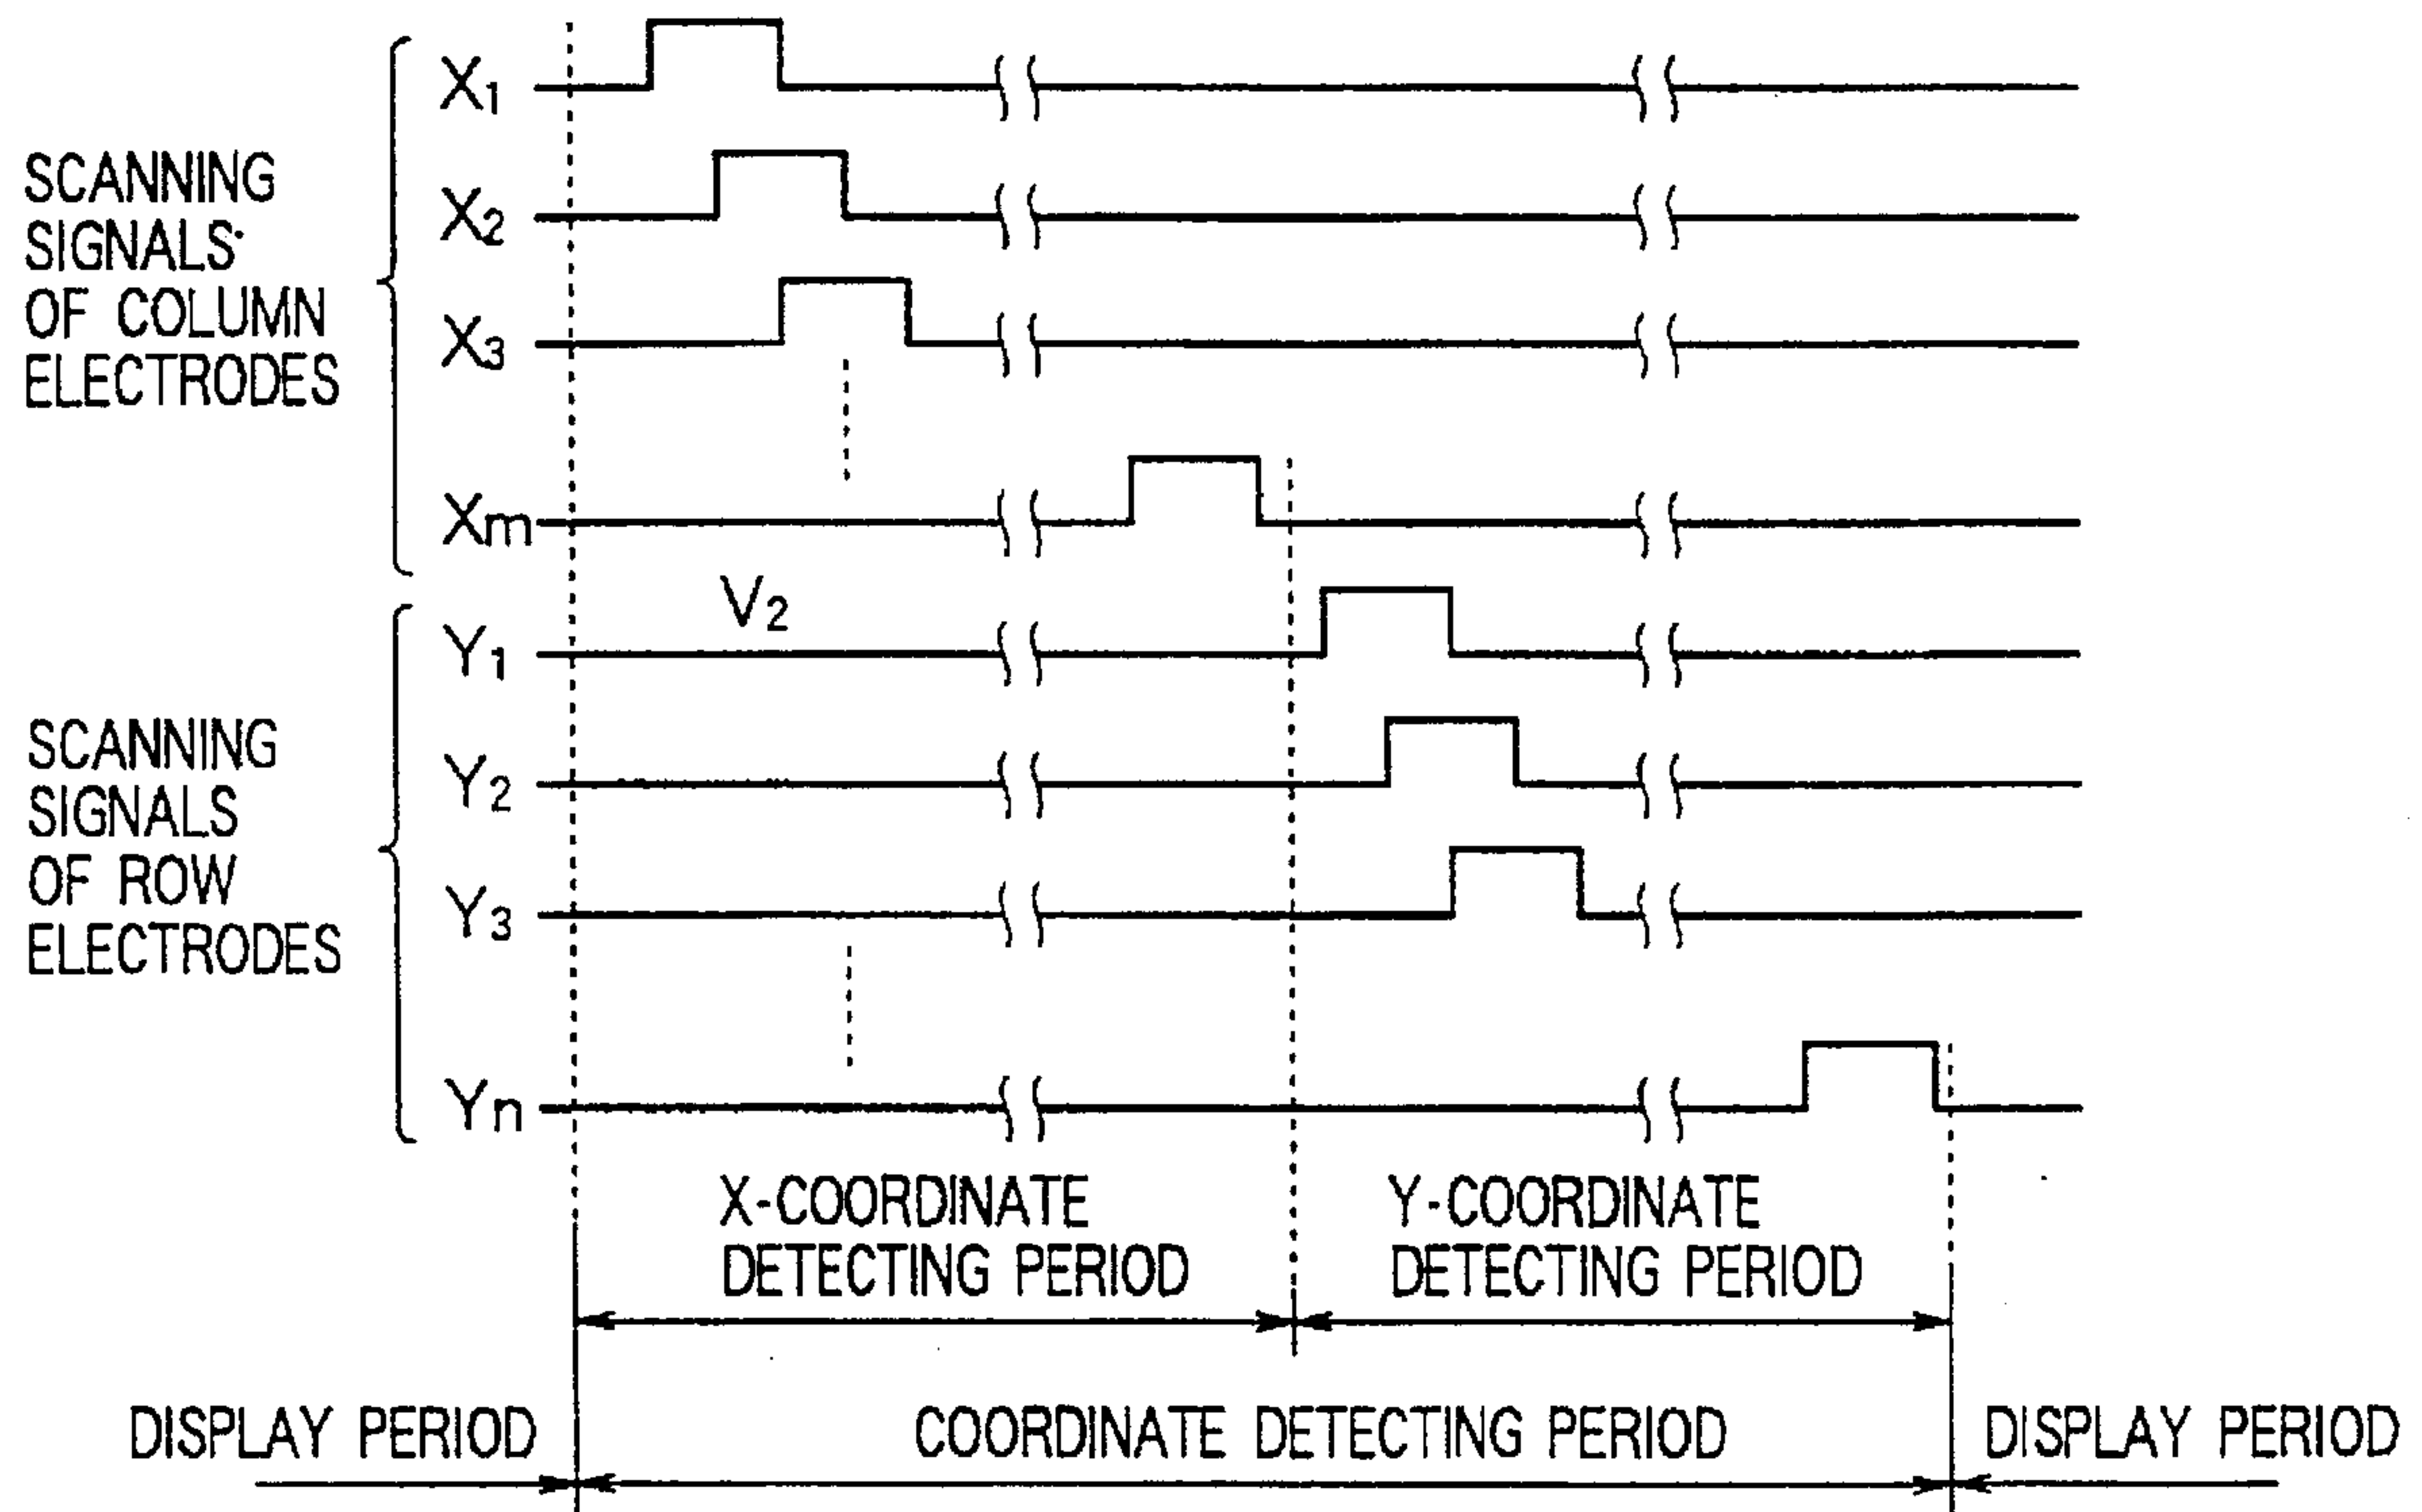 SCANNING
SIGNALS
OF COLUMN
ELECTRODES
X1
X2
X3
Xm
SCANNING
SIGNALS
OF ROW
ELECTRODES
V2
Y1
Y2
Y3
Yn
X-COORDINATE
DETECTING PERIOD
Y-COORDINATE
DETECTING PERIOD
DISPLAY PERIOD
COORDINATE DETECTING PERIOD
DISPLAY PERIOD